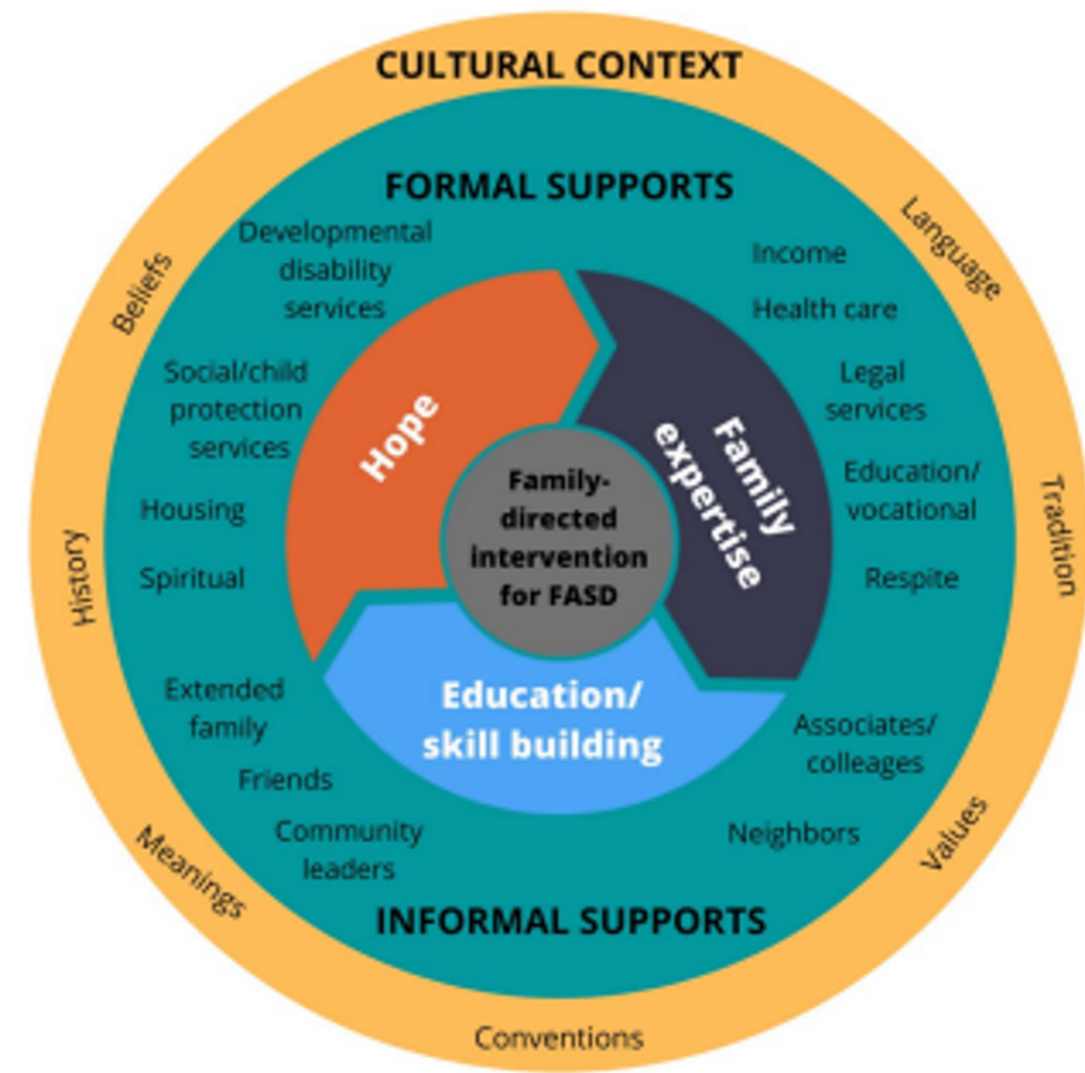 CULTURAL CONTEXT
FORMAL SUPPORTS
Developmental
disability
services
Social/child
protection
services
Housing
Spiritual
Income
Health care
Legal
services
Education/
vocational
Respite
Hope
Family
expertise
Education/
skill building
Family-
directed
intervention
for FASD
Extended
family
Friends
Community
leaders
Associates/
colleages
Neighbors
INFORMAL SUPPORTS
Beliefs
History
Meanings
Conventions
Values
Tradition
Language